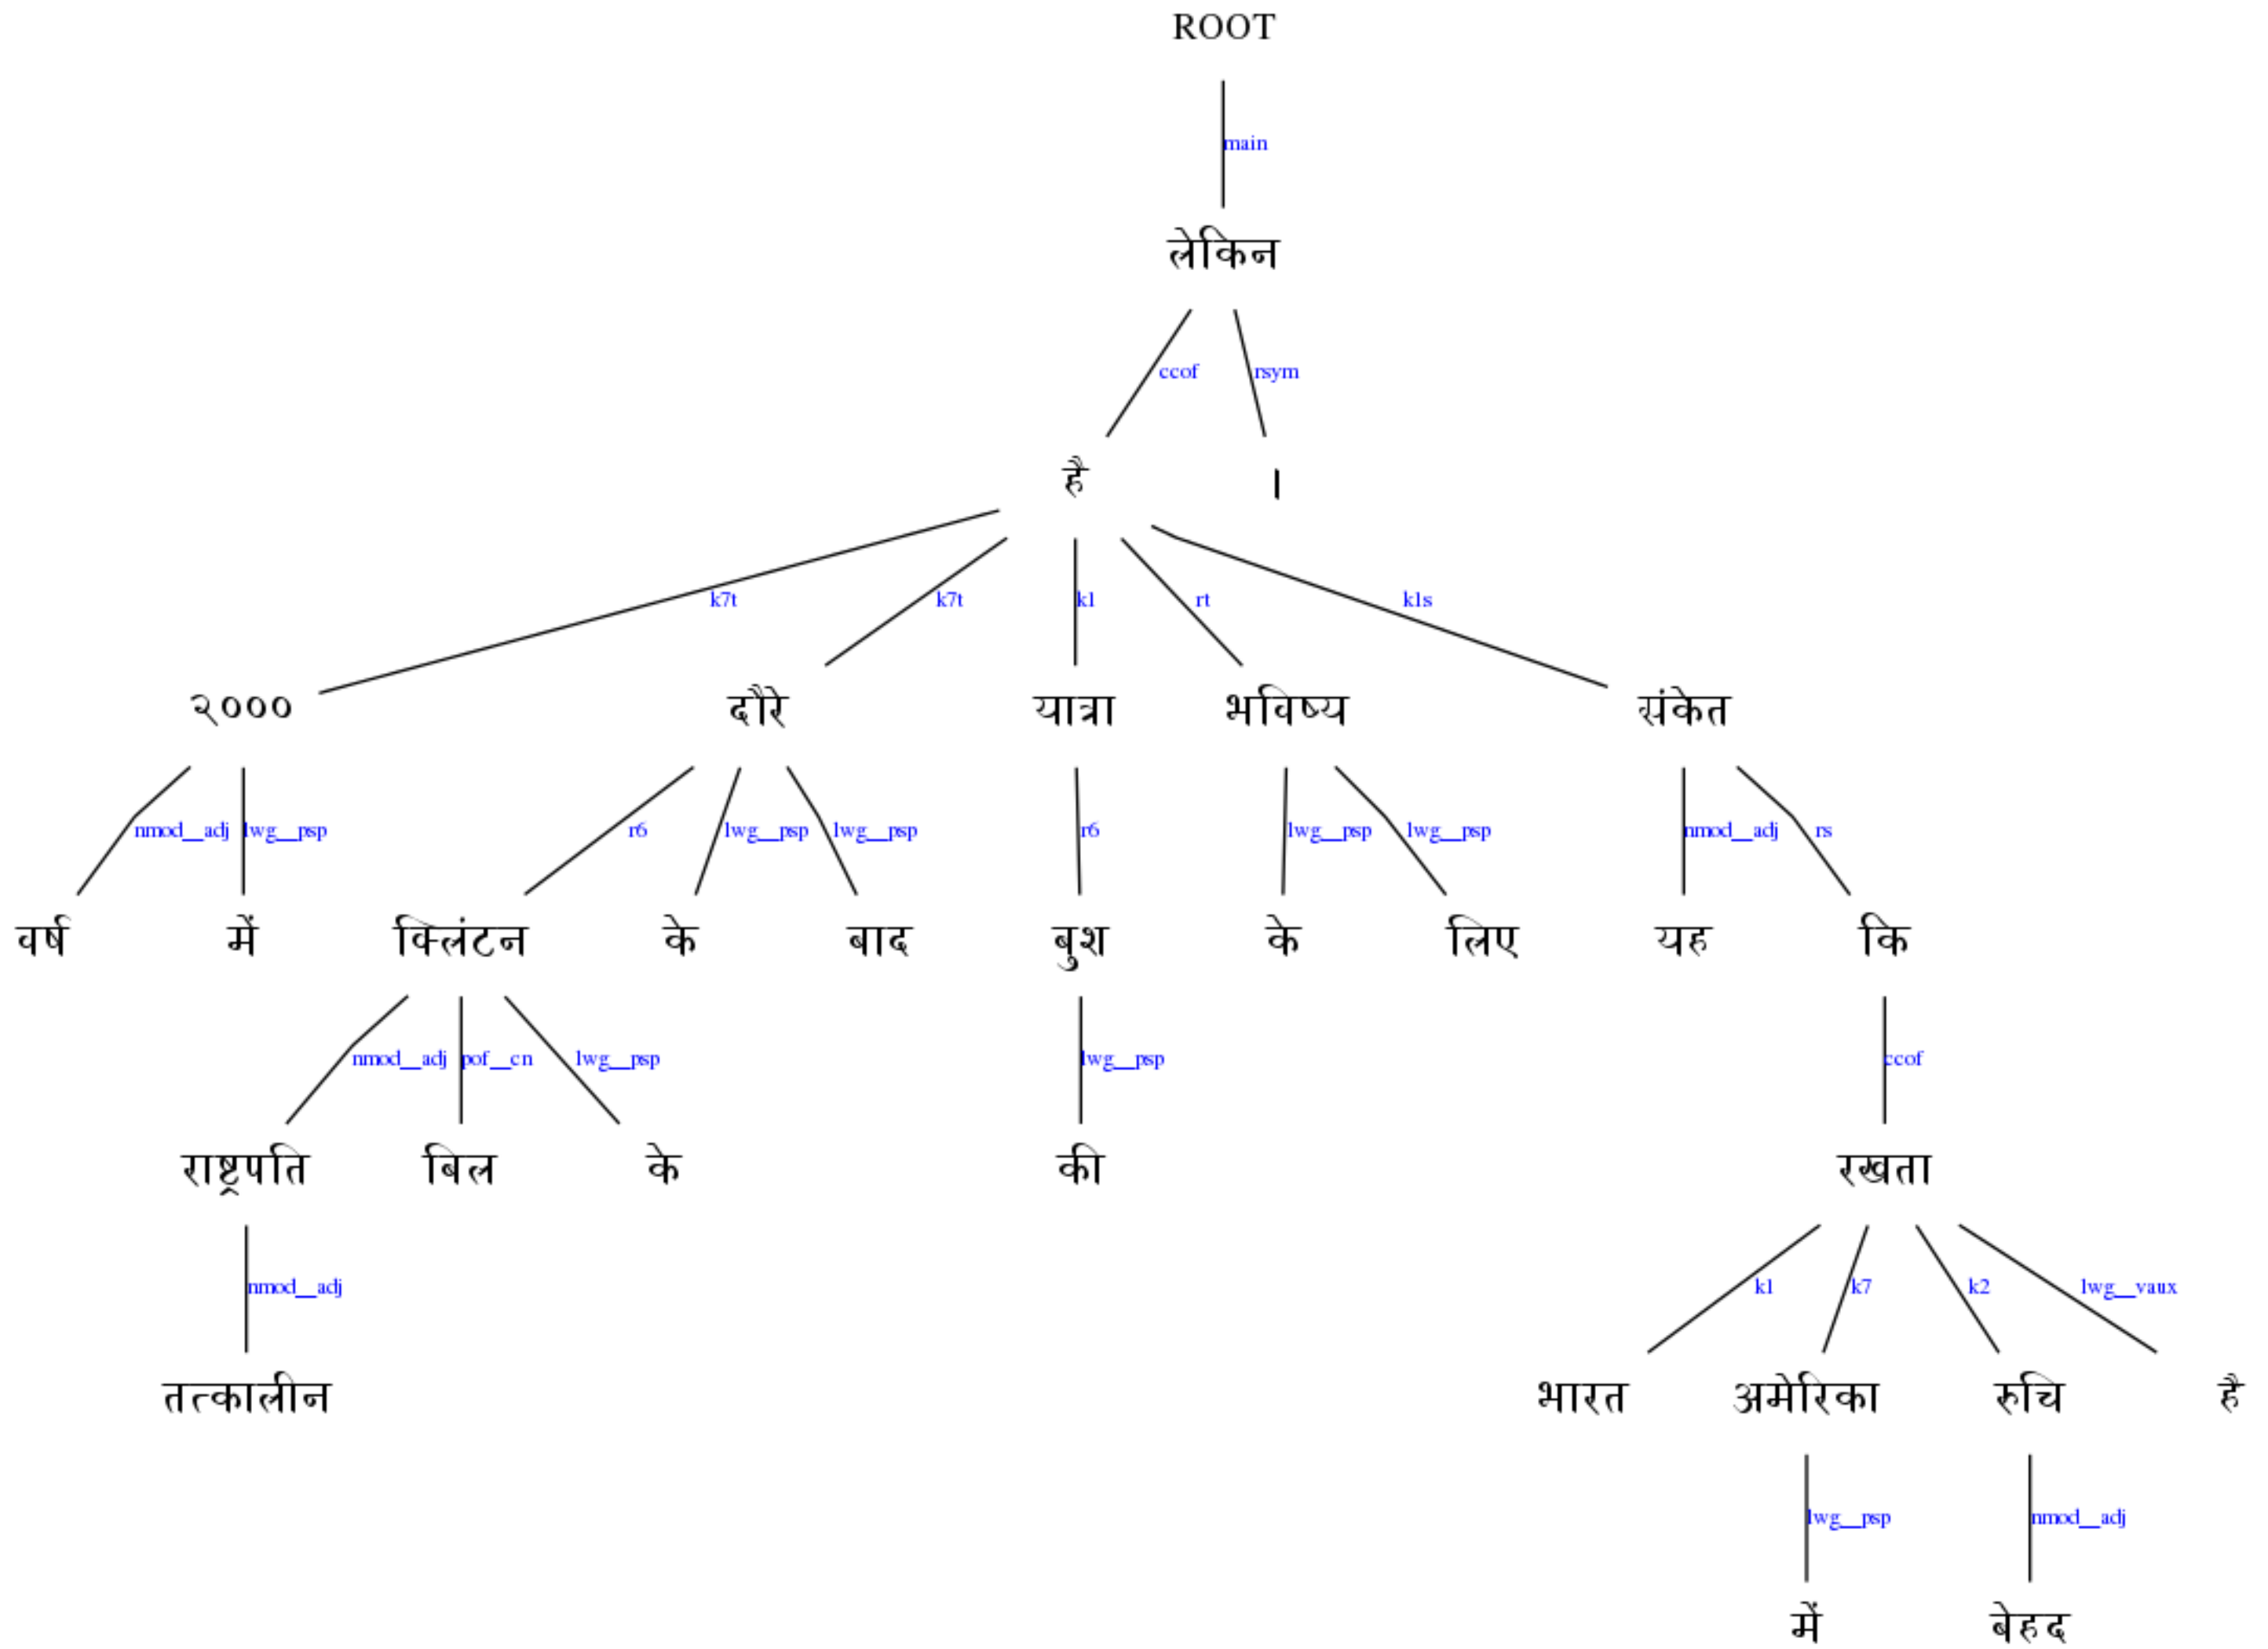 ROOT
main
लेकिन
ccof rsym
है ।
k7t k7t k1 rt k1s
२००० दौरे यात्रा भविष्य संकेत
nmod__adj lwg__psp r6 lwg__psp lwg__psp r6 lwg__psp lwg__psp nmod__adj rs
वर्ष में क्लिंटन के बाद बुश के लिए यह कि
nmod__adj pof__cn lwg__psp lwg__psp ccof
राष्ट्रपति बिल के की रखता
nmod__adj k1 k7 k2 lwg__vaux
तत्कालीन भारत अमेरिका रुचि है
lwg__psp nmod__adj
में बेहद